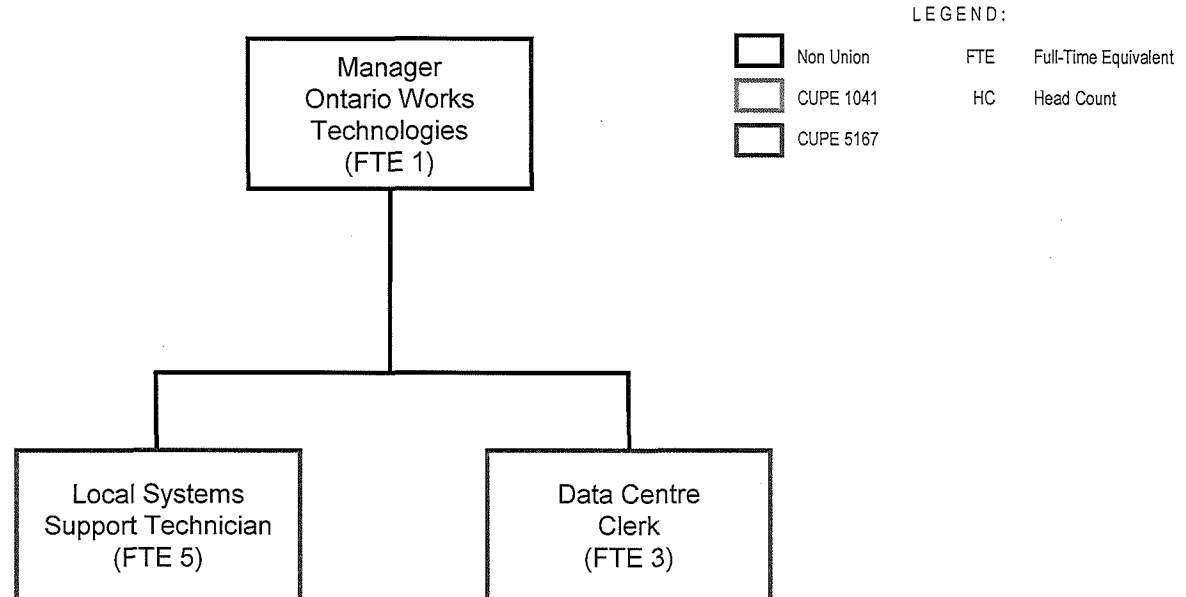 LEGEND:
Non Union FTE Full-Time Equivalent
CUPE 1041 HC Head Count
CUPE 5167
Manager
Ontario Works
Technologies
(FTE 1)
Local Systems
Support Technician
(FTE 5)
Data Centre
Clerk
(FTE 3)